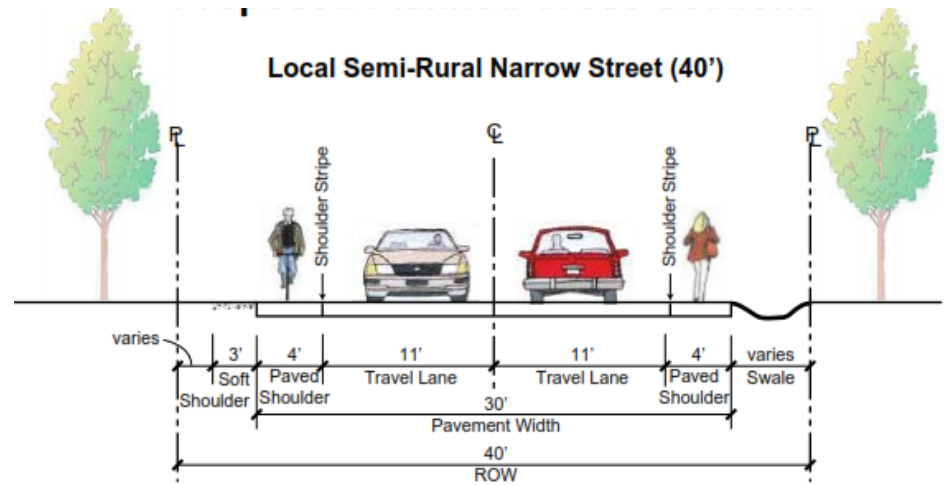 Local Semi-Rural Narrow Street (40')
PL
CL
PL
Shoulder Stripe
Shoulder Stripe
varies
3'
4'
11'
11'
4'
varies
Soft
Shoulder
Paved
Shoulder
Travel Lane
Travel Lane
Paved
Shoulder
Swale
30'
Pavement Width
40'
ROW